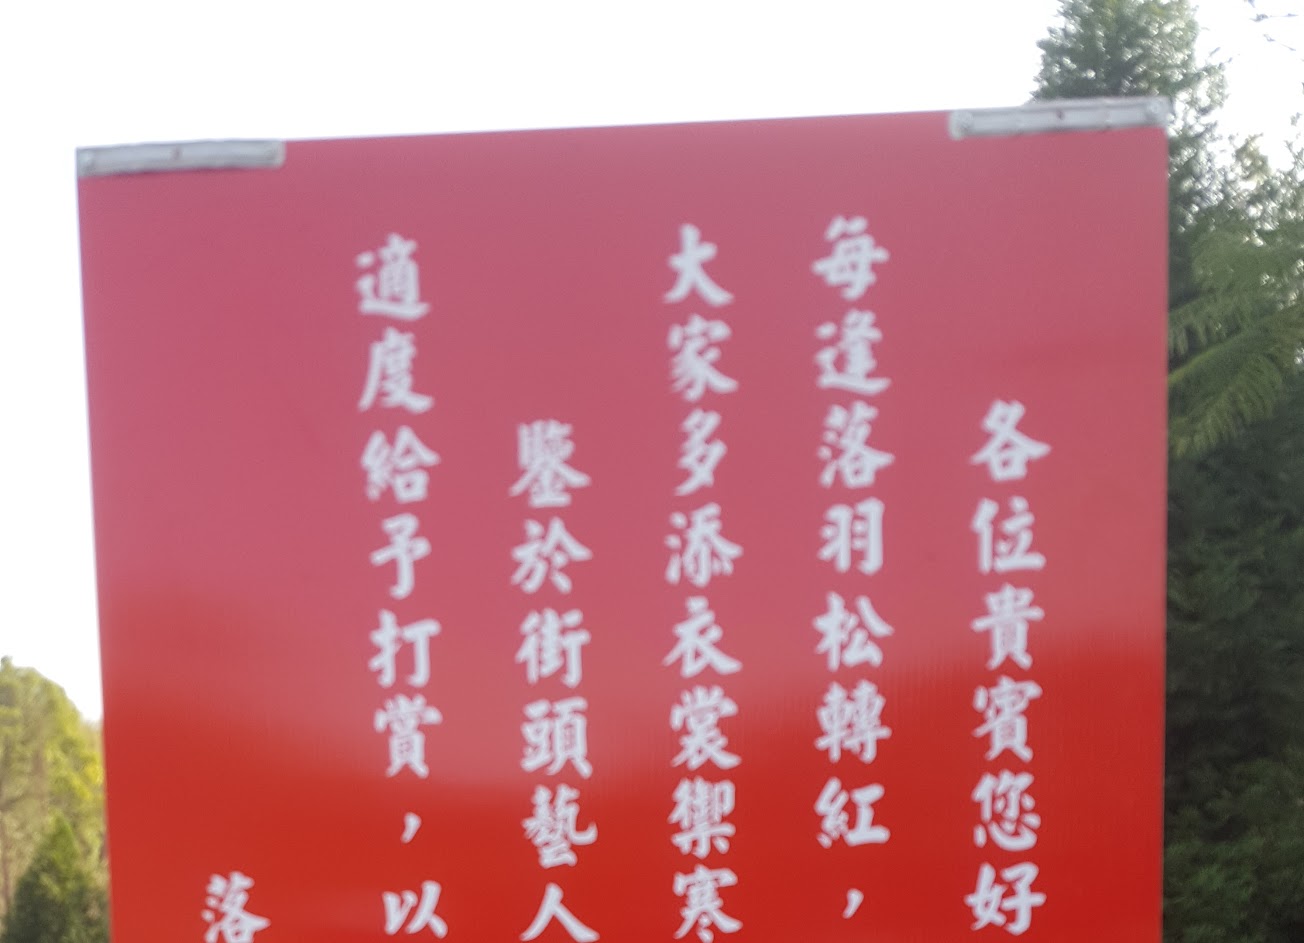 各位貴賓您好
每逢落羽松轉紅，
大家多添衣裳禦寒
鑒於街頭藝人
適度給予打賞，以
落